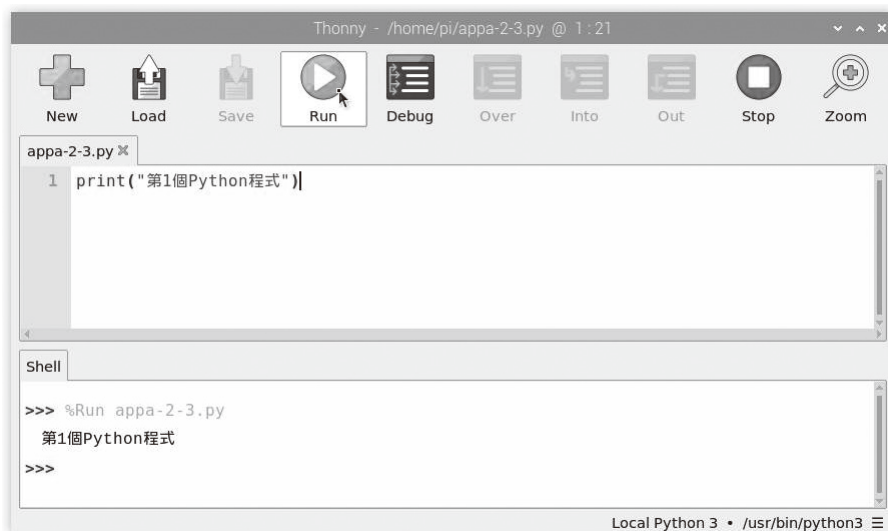 Thonny - /home/pi/appa-2-3.py @ 1 : 21
New Load Save Run Debug Over Into Out Stop Zoom
appa-2-3.py
1 print("第1個Python程式")
Shell
>>> %Run appa-2-3.py
第1個Python程式
>>>
Local Python 3 • /usr/bin/python3 ☰